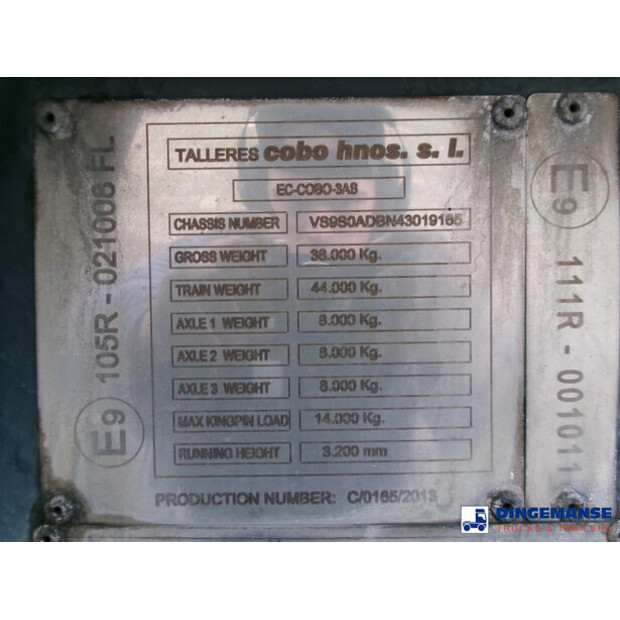 TALLERES cobo hnos. s. l.
EC-COBO-3AS
CHASSIS NUMBER VS9S0ADBN43019165
GROSS WEIGHT 38.000 Kg.
TRAIN WEIGHT 44.000 Kg.
AXLE 1 WEIGHT 8.000 Kg.
AXLE 2 WEIGHT 8.000 Kg.
AXLE 3 WEIGHT 8.000 Kg.
MAX KINGPIN LOAD 14.000 Kg.
RUNNING HEIGHT 3.200 mm
PRODUCTION NUMBER: C/0165/2013
E9 105R - 021008 FL
E9 111R - 001011
DINGEMANSE
TRUCKS & TRAILERS